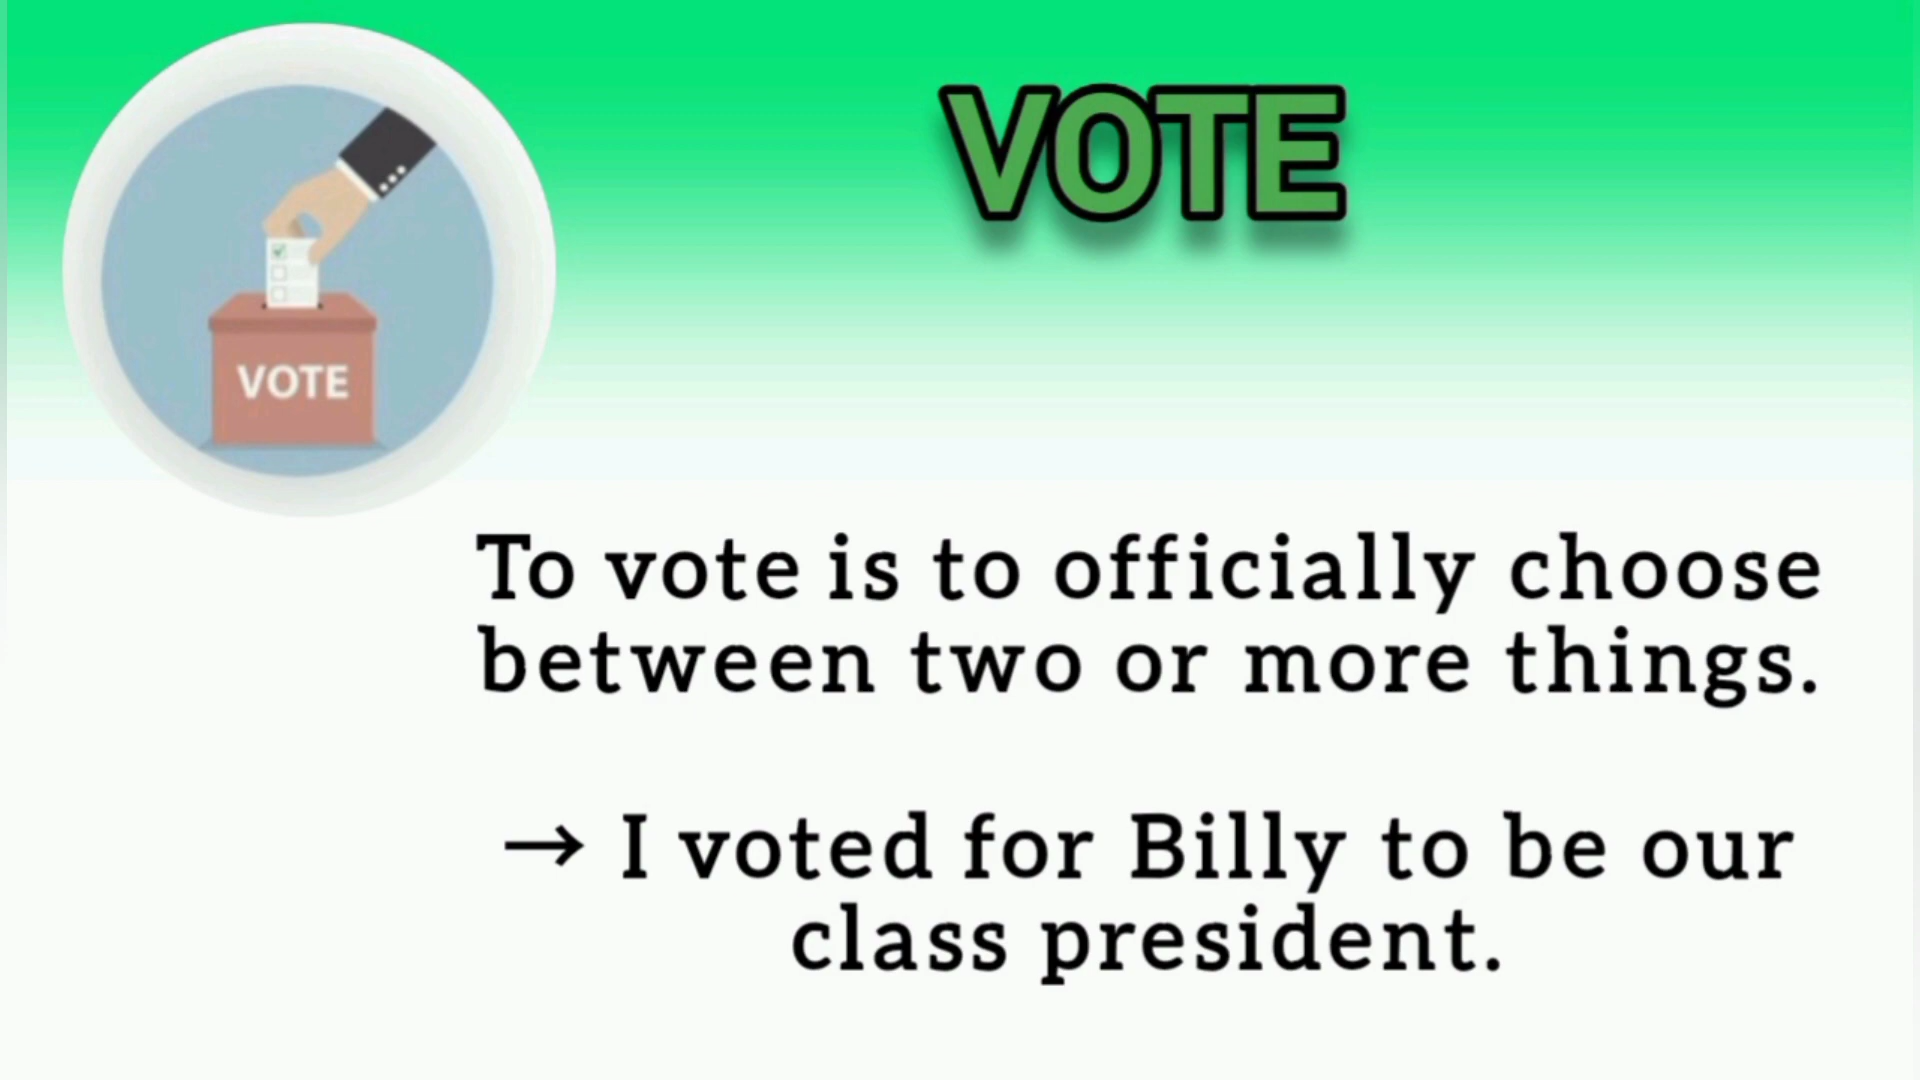 VOTE
VOTE
To vote is to officially choose
between two or more things.
→ I voted for Billy to be our
class president.